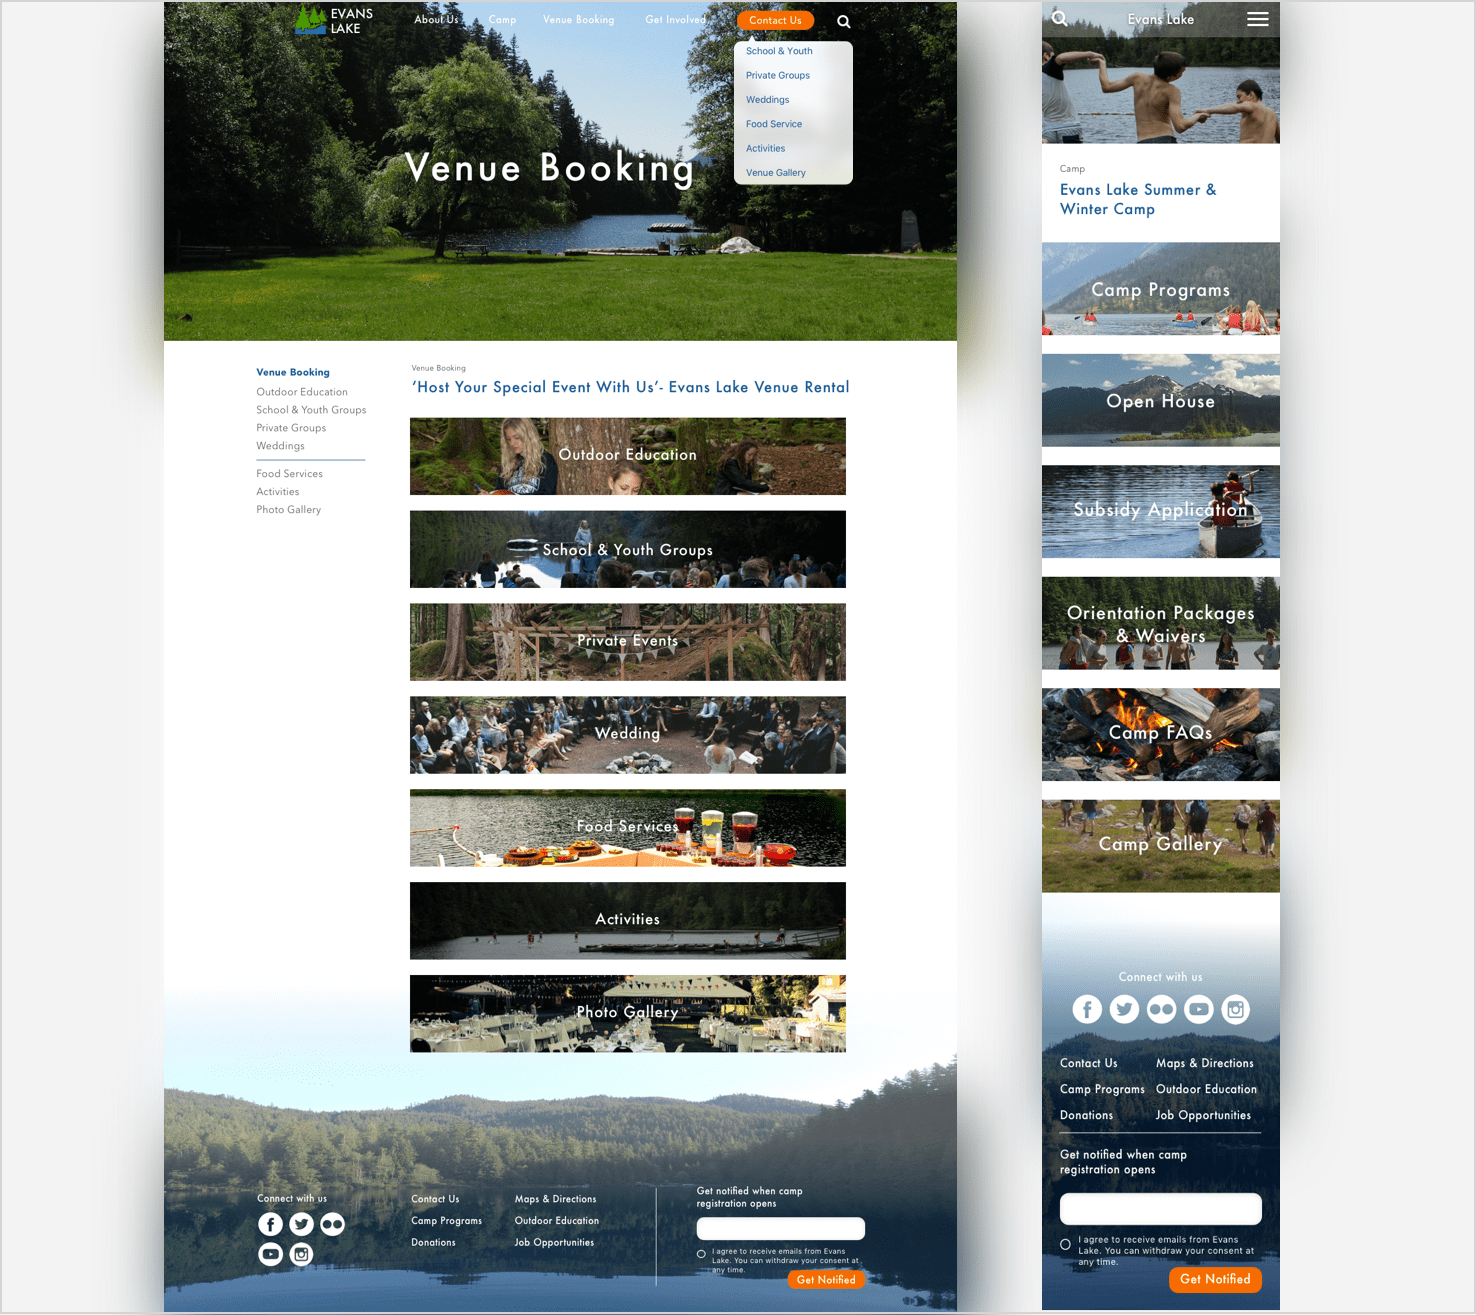 EVANS
LAKE
About Us
Camp
Venue Booking
Get Involved
Contact Us
School & Youth
Private Groups
Weddings
Food Service
Activities
Venue Gallery
Venue Booking
Venue Booking
Outdoor Education
School & Youth Groups
Private Groups
Weddings
Food Services
Activities
Photo Gallery
Venue Booking
‘Host Your Special Event With Us’- Evans Lake Venue Rental
Outdoor Education
School & Youth Groups
Private Events
Wedding
Food Services
Activities
Photo Gallery
Connect with us
Contact Us
Camp Programs
Donations
Maps & Directions
Outdoor Education
Job Opportunities
Get notified when camp
registration opens
I agree to receive emails from Evans
Lake. You can withdraw your consent at
any time.
Get Notified
Evans Lake
Camp
Evans Lake Summer &
Winter Camp
Camp Programs
Open House
Subsidy Application
Orientation Packages
& Waivers
Camp FAQs
Camp Gallery
Connect with us
Contact Us
Maps & Directions
Camp Programs
Outdoor Education
Donations
Job Opportunities
Get notified when camp
registration opens
I agree to receive emails from Evans
Lake. You can withdraw your consent at
any time.
Get Notified